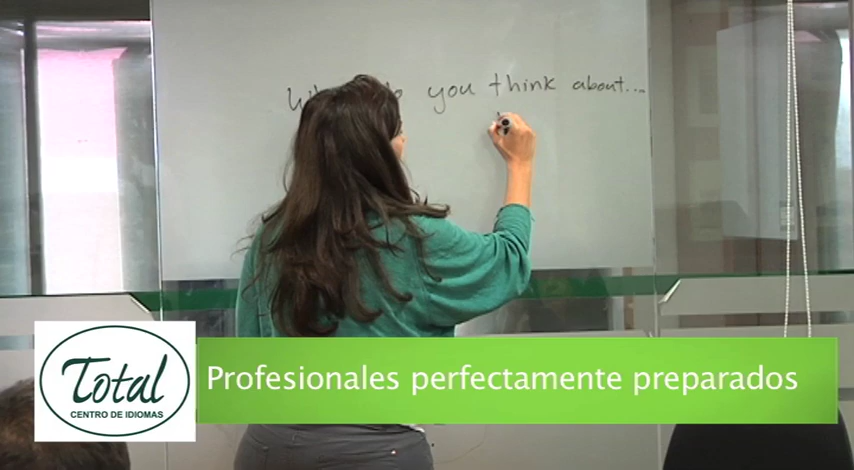 you think about...
Total
CENTRO DE IDIOMAS
Profesionales perfectamente preparados